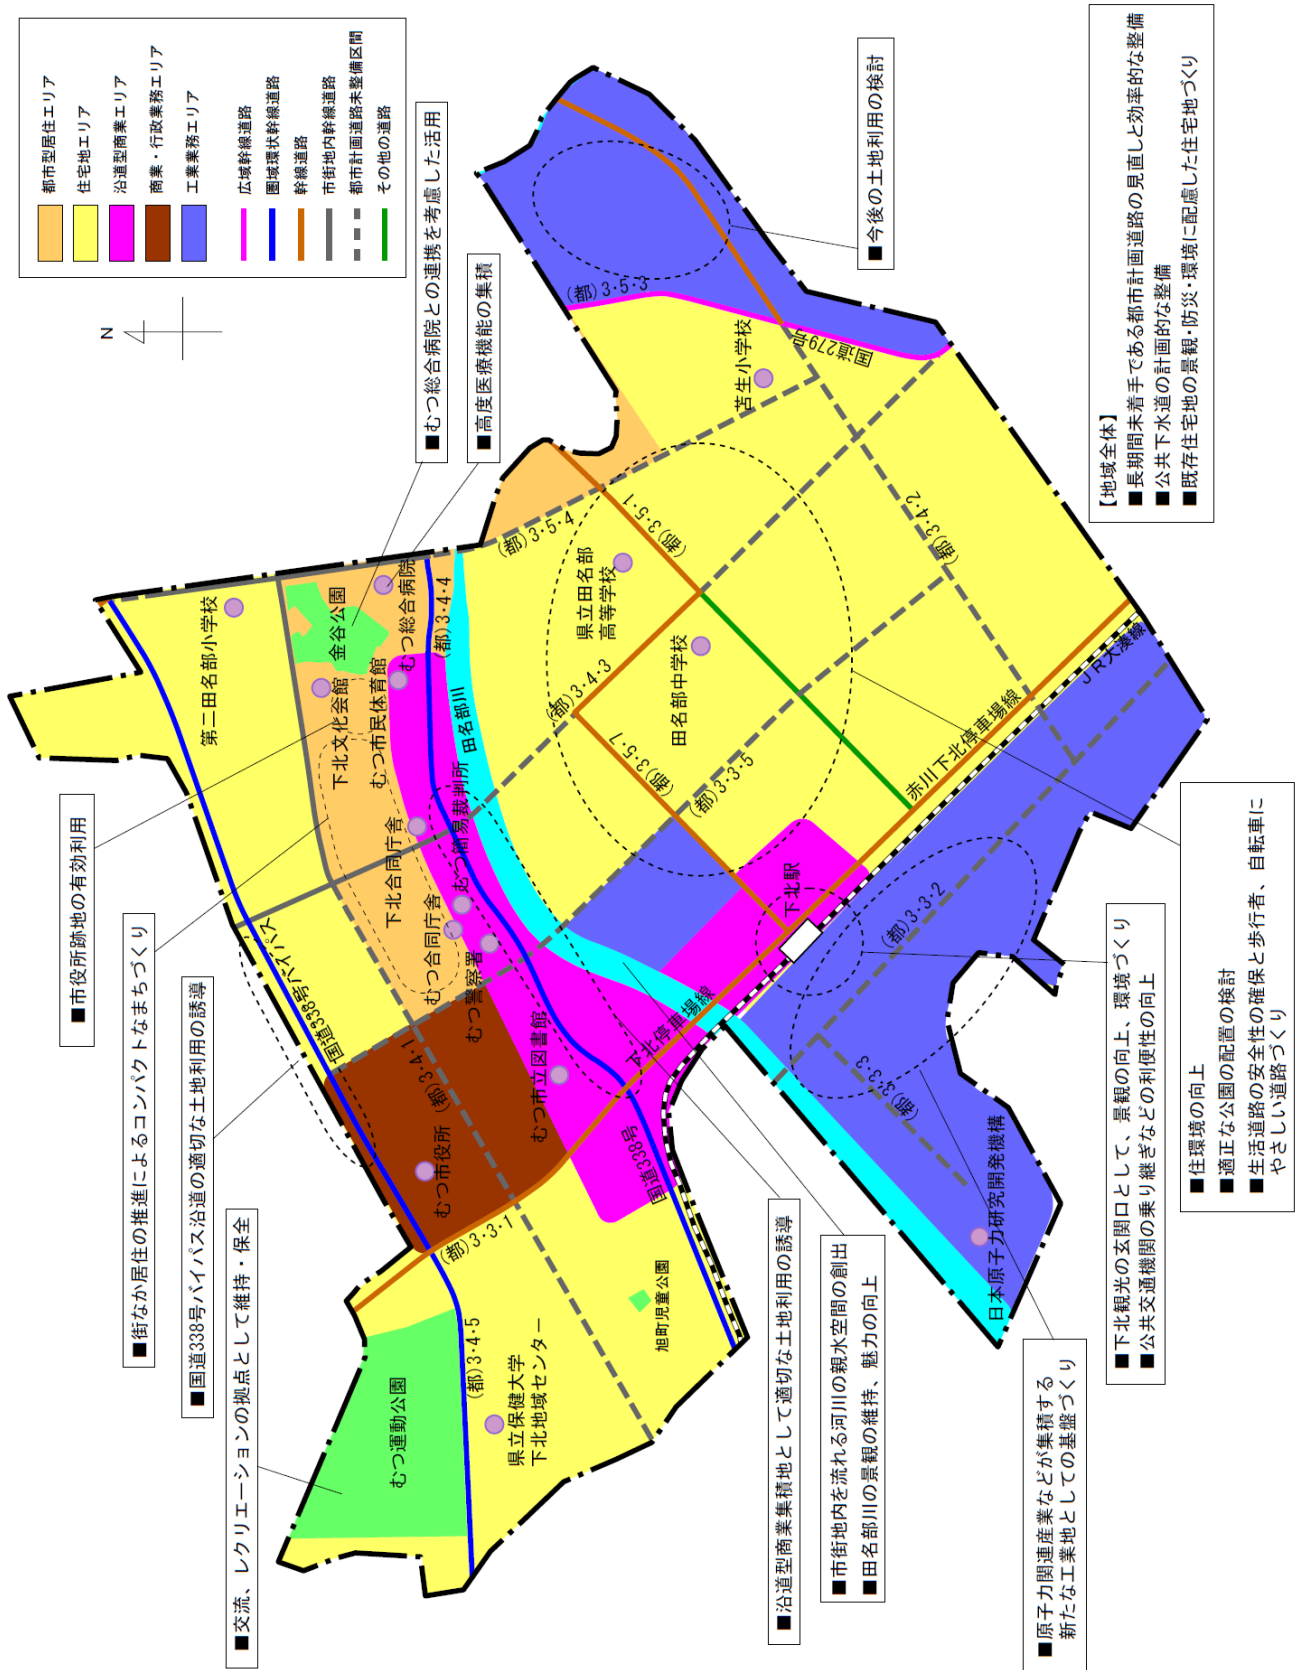 都市型居住エリア
住宅地エリア
沿道型商業エリア
商業・行政業務エリア
工業業務エリア
広域幹線道路
圏域環状幹線道路
幹線道路
市街地内幹線道路
都市計画道路未整備区間
その他の道路
N
■むつ総合病院との連携を考慮した活用
■高度医療機能の集積
■今後の土地利用の検討
【地域全体】
■長期間未着手である都市計画道路の見直しと効率的な整備
■公共下水道の計画的な整備
■既存住宅地の景観・防災・環境に配慮した住宅地づくり
■市役所跡地の有効利用
■街なか居住の推進によるコンパクトなまちづくり
■国道338号バイパス沿道の適切な土地利用の誘導
■交流、レクリエーションの拠点として維持・保全
■沿道型商業集積地として適切な土地利用の誘導
■市街地内を流れる河川の親水空間の創出
■田名部川の景観の維持、魅力の向上
■原子力関連産業などが集積する
新たな工業地としての基盤づくり
■下北観光の玄関口として、景観の向上、環境づくり
■公共交通機関の乗り継ぎなどの利便性の向上
■住環境の向上
■適正な公園の配置の検討
■生活道路の安全性の確保と歩行者、自転車に
やさしい道路づくり
第二田名部小学校
金谷公園
むつ総合病院
下北文化会館
むつ市民体育館
(都)3・4・4
田名部川
下北合同庁舎
むつ簡易裁判所
むつ合同庁舎
むつ警察署
むつ市立図書館
国道338号バイパス
(都)3・4・1
むつ市役所
(都)3・3・1
国道338号
下北停車場線
むつ運動公園
(都)3・4・5
県立保健大学
下北地域センター
旭町児童公園
(都)3・5・4
(都)3・5・1
県立田名部
高等学校
田名部中学校
(都)3・4・3
(都)3・5・7
(都)3・3・5
下北駅
赤川下北停車場線
JR大湊線
(都)3・4・2
苫生小学校
国道279号
(都)3・5・3
(都)3・3・2
(都)3・3・3
日本原子力研究開発機構